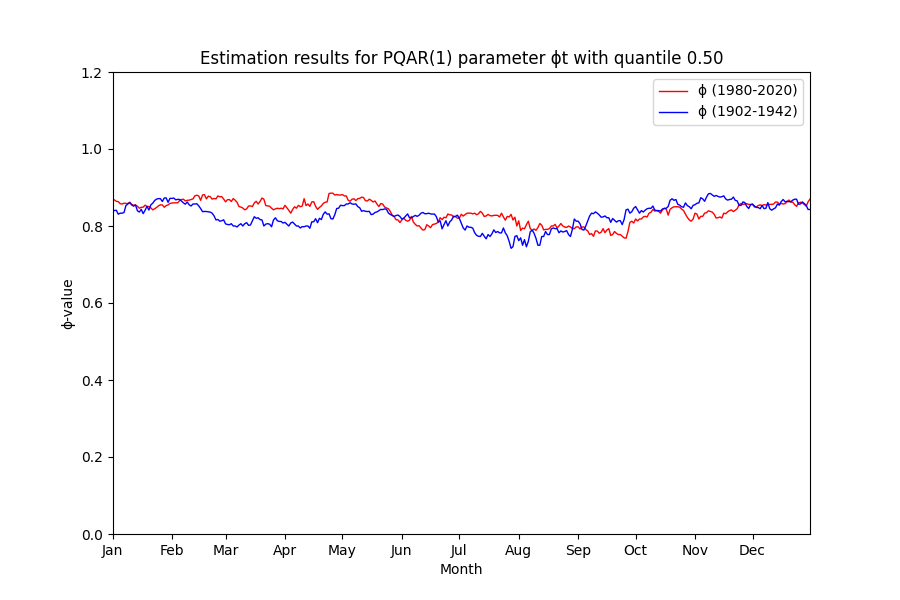 Estimation results for PQAR(1) parameter ϕt with quantile 0.50
ϕ (1980-2020)
ϕ (1902-1942)
1.2
1.0
0.8
0.6
0.4
0.2
0.0
ϕ-value
Jan Feb Mar Apr May Jun Jul Aug Sep Oct Nov Dec
Month